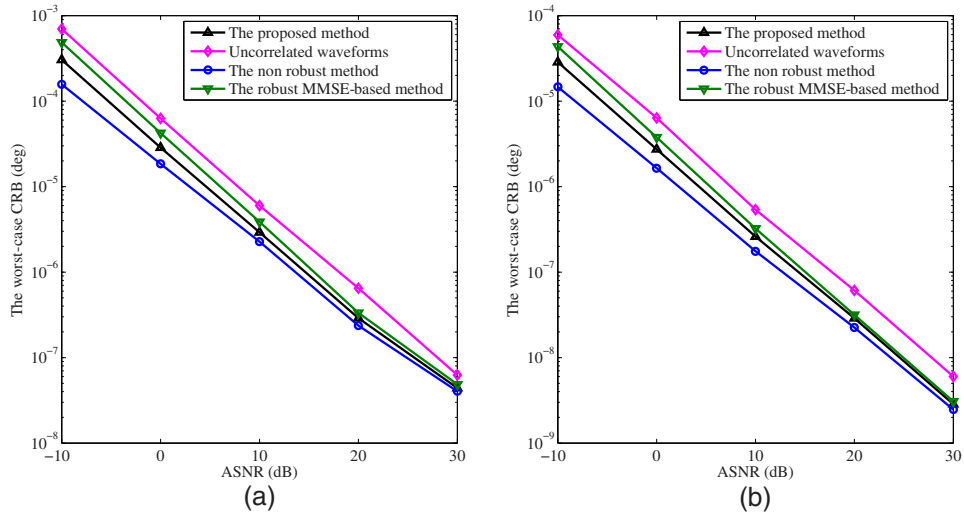 The worst-case CRB (deg)
10⁻³
10⁻⁴
10⁻⁵
10⁻⁶
10⁻⁷
10⁻⁸
The proposed method
Uncorrelated waveforms
The non robust method
The robust MMSE-based method
−10 0 10 20 30
ASNR (dB)
(a)
The worst-case CRB (deg)
10⁻⁴
10⁻⁵
10⁻⁶
10⁻⁷
10⁻⁸
10⁻⁹
The proposed method
Uncorrelated waveforms
The non robust method
The robust MMSE-based method
−10 0 10 20 30
ASNR (dB)
(b)